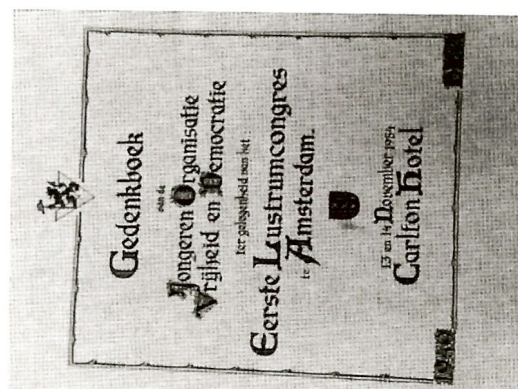 Gedenkboek
van de
Jongeren Organisatie
Vrijheid en Democratie
ter gelegenheid van het
Eerste Lustrumcongres
te Amsterdam.
13 en 14 November 1954
Carlton Hotel
1949